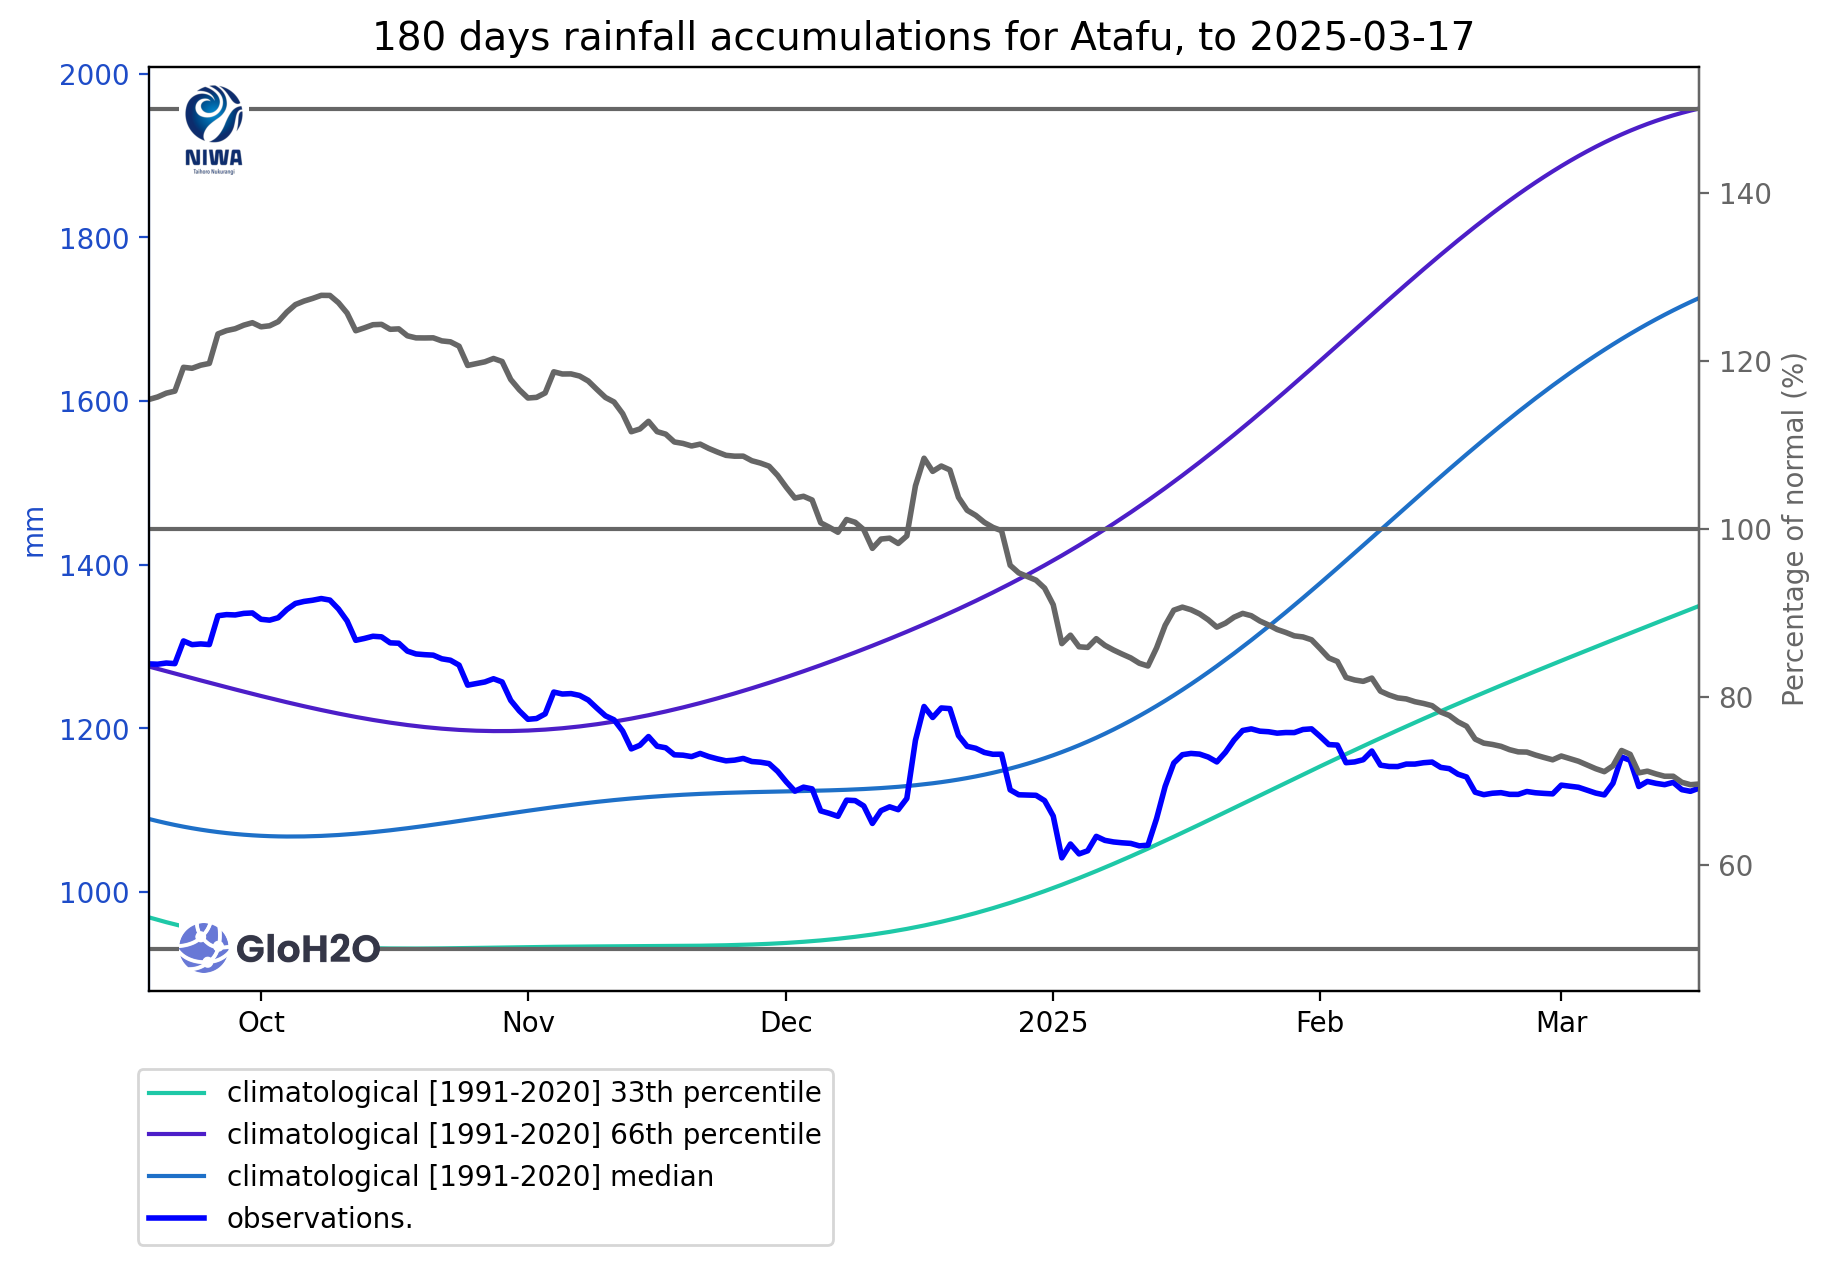 180 days rainfall accumulations for Atafu, to 2025-03-17
2000
1800
1600
1400
1200
1000
mm
NIWA
Taihoro Nukurangi
GloH2O
140
120
100
80
60
Percentage of normal (%)
Oct
Nov
Dec
2025
Feb
Mar
climatological [1991-2020] 33th percentile
climatological [1991-2020] 66th percentile
climatological [1991-2020] median
observations.